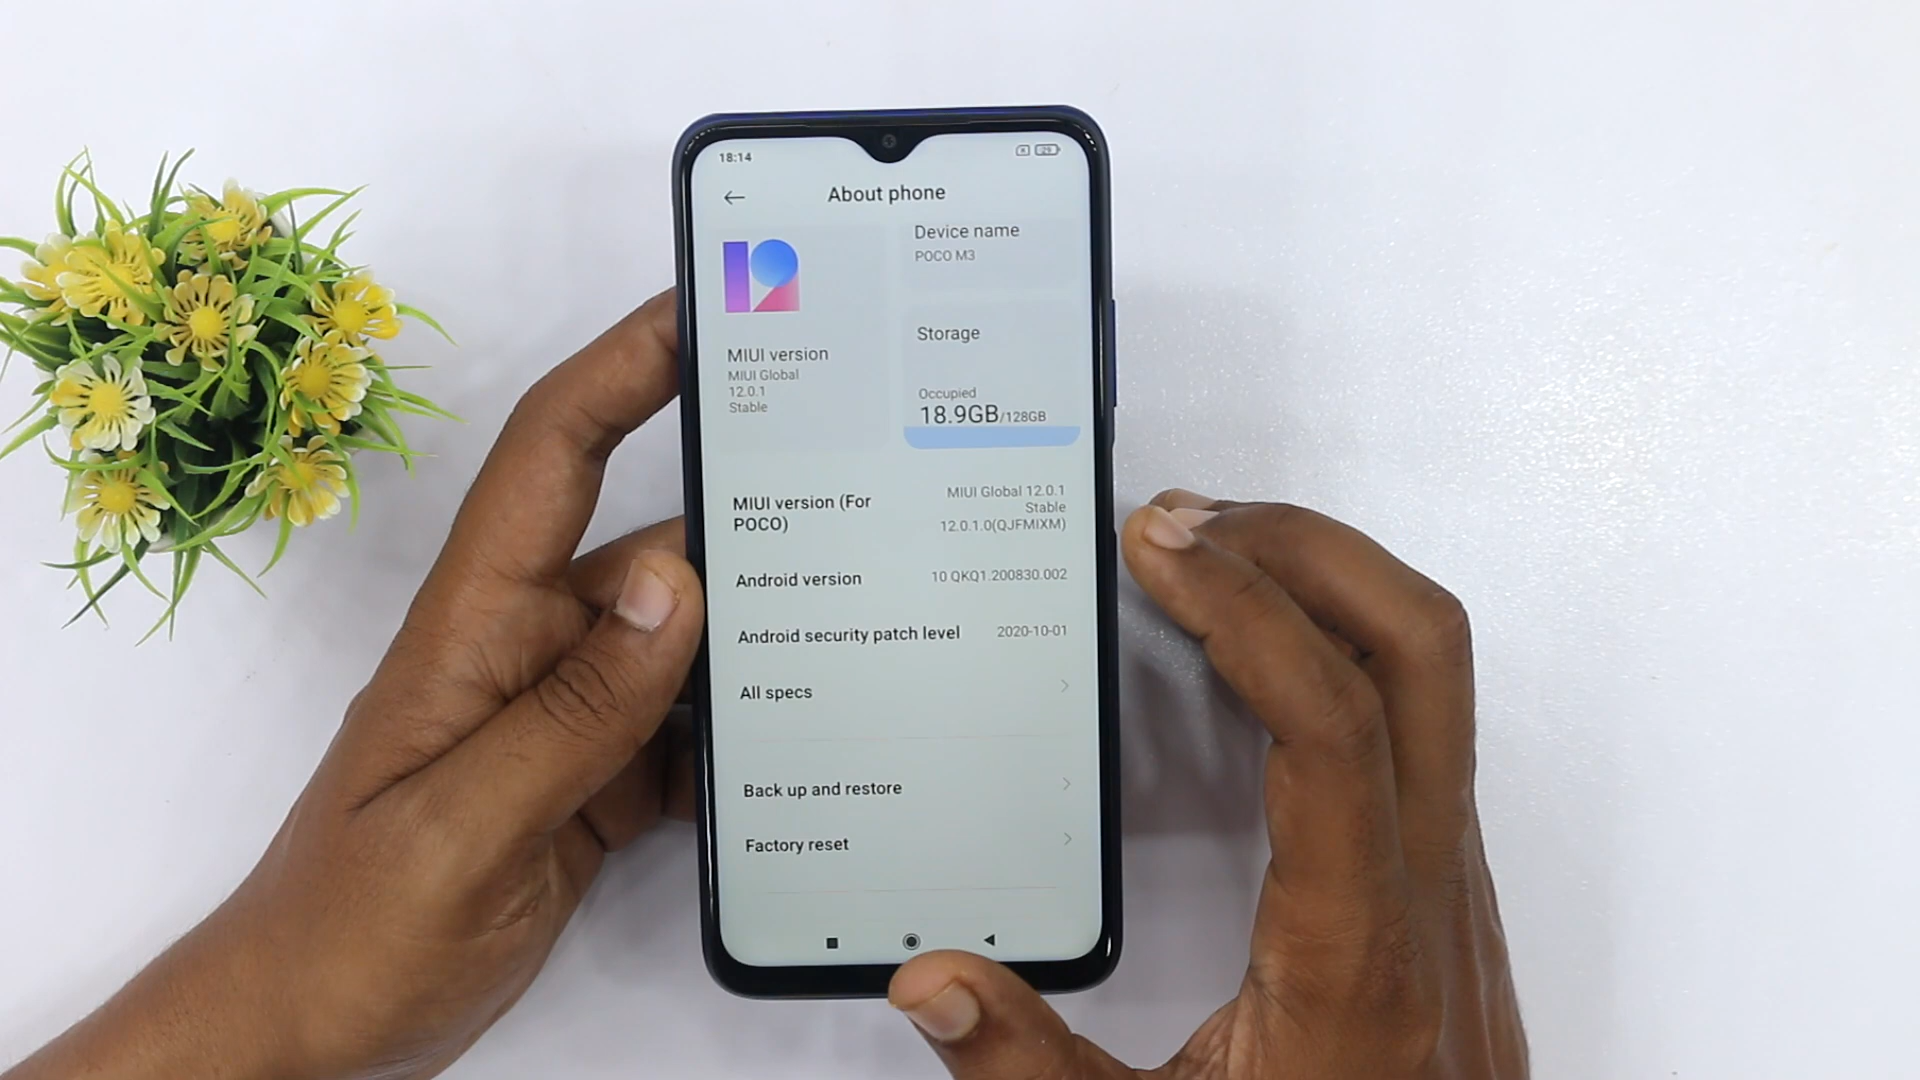 18:14
29
About phone
Device name
POCO M3
MIUI version
MIUI Global
12.0.1
Stable
Storage
Occupied
18.9GB/128GB
MIUI version (For
POCO)
MIUI Global 12.0.1
Stable
12.0.1.0(QJFMIXM)
Android version
10 QKQ1.200830.002
Android security patch level
2020-10-01
All specs
Back up and restore
Factory reset